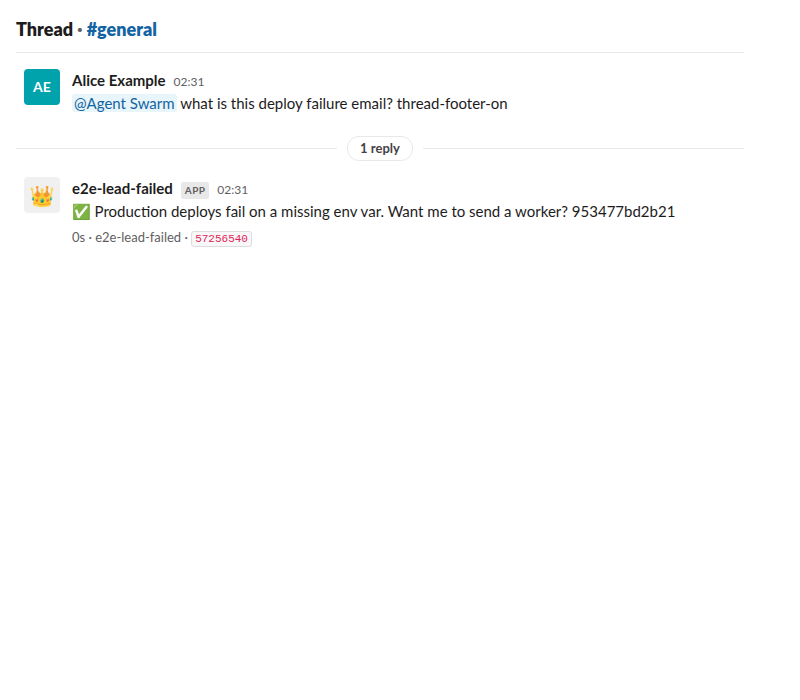 Thread • #general
AE
Alice Example 02:31
@Agent Swarm what is this deploy failure email? thread-footer-on
1 reply
e2e-lead-failed APP 02:31
✅ Production deploys fail on a missing env var. Want me to send a worker? 953477bd2b21
0s · e2e-lead-failed · 57256540